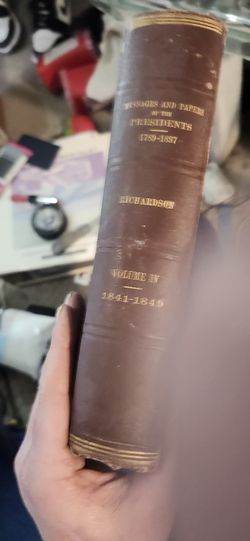 MESSAGES AND PAPERS
OF THE
PRESIDENTS
1789-1897
RICHARDSON
VOLUME IV
1841-1849